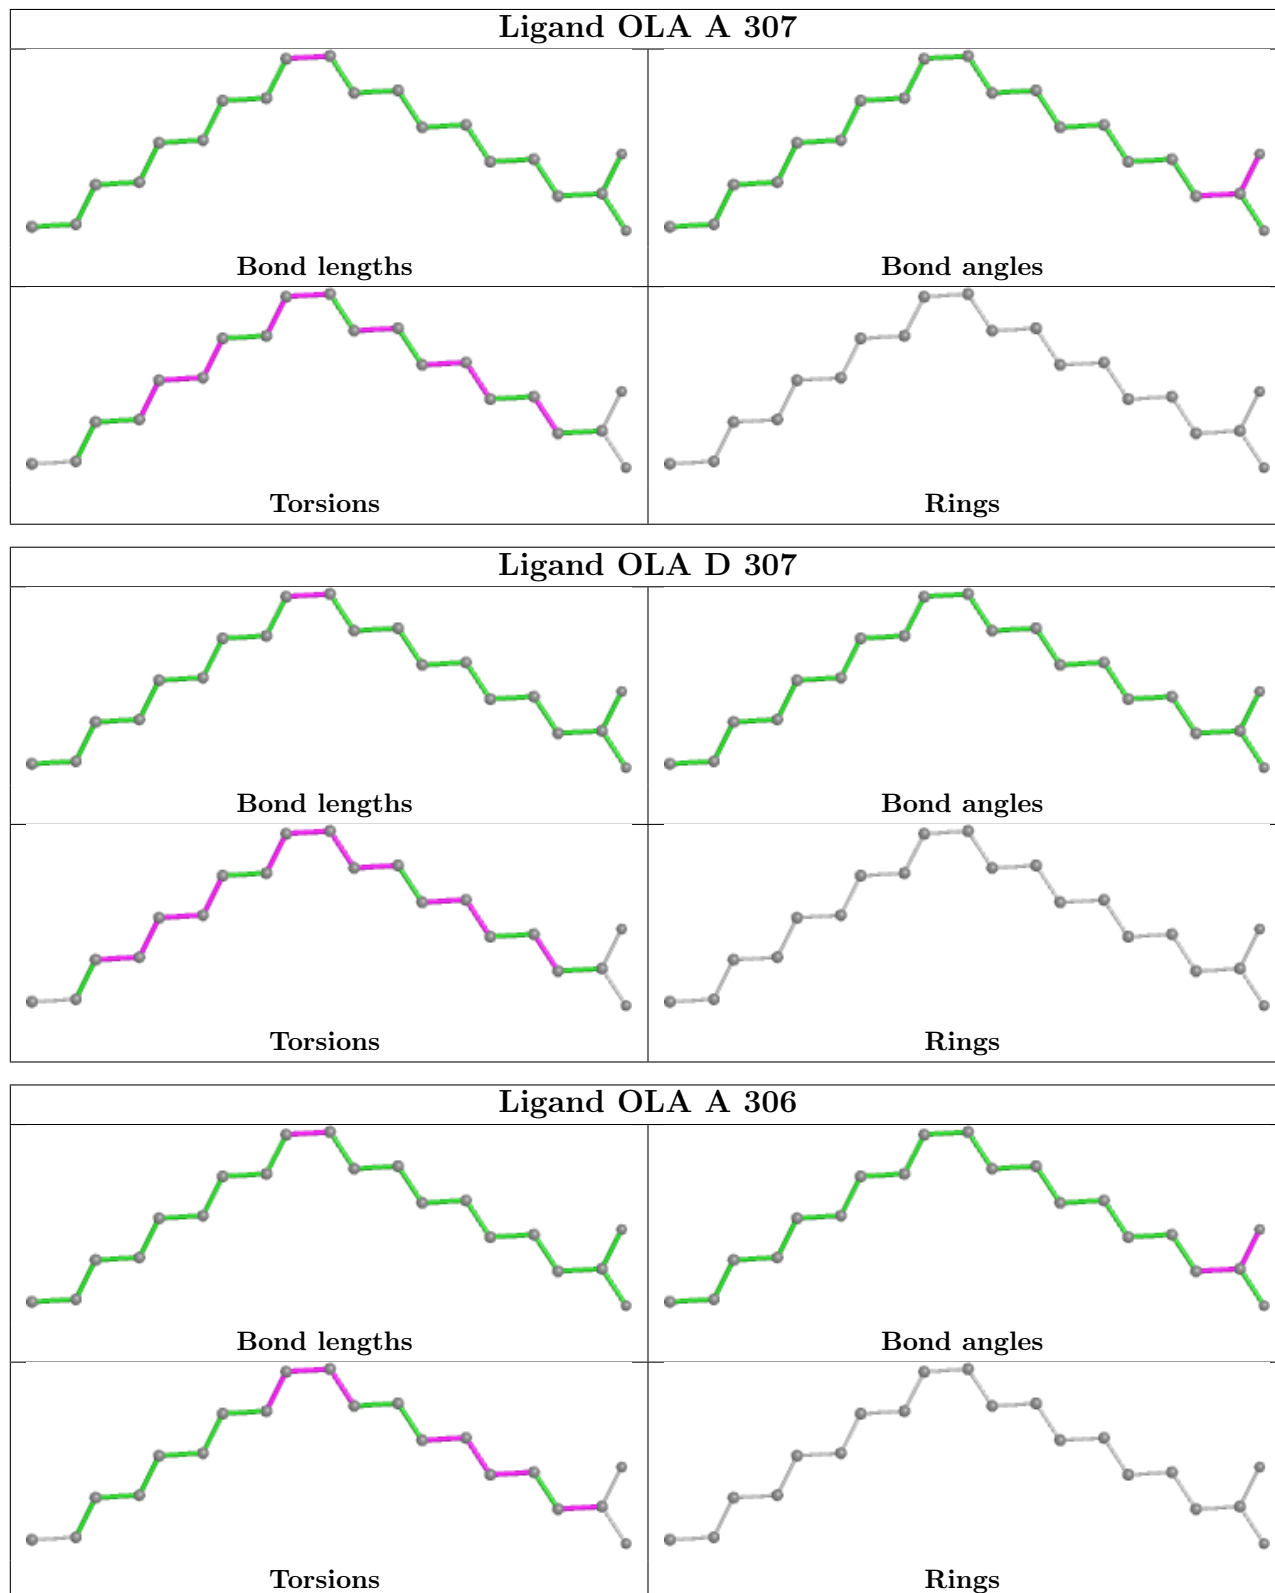 Ligand OLA A 307
Bond lengths
Bond angles
Torsions
Rings
Ligand OLA D 307
Bond lengths
Bond angles
Torsions
Rings
Ligand OLA A 306
Bond lengths
Bond angles
Torsions
Rings